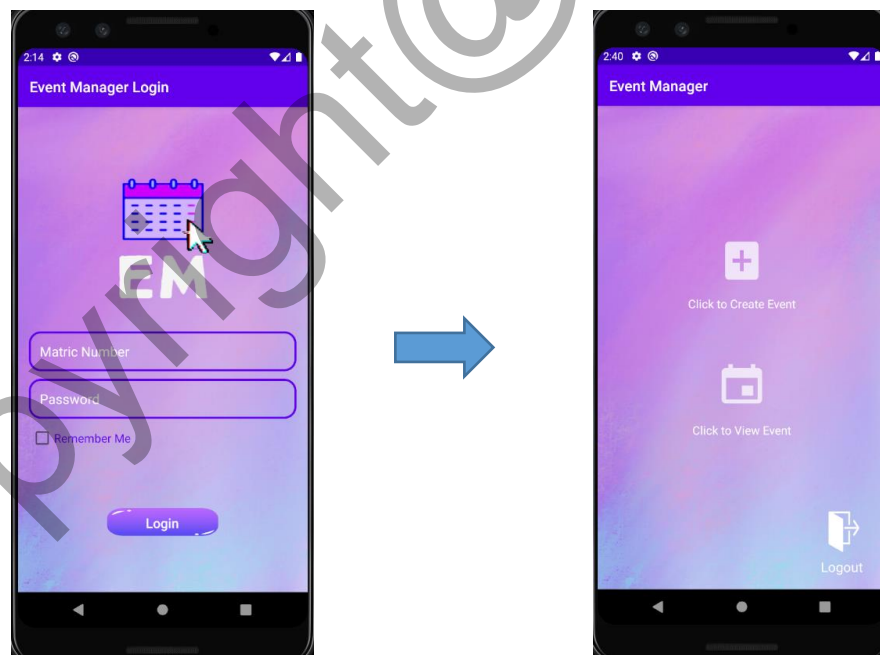 pyright@
2:14
Event Manager Login
EM
Matric Number
Password
Remember Me
Login
2:40
Event Manager
Click to Create Event
Click to View Event
Logout